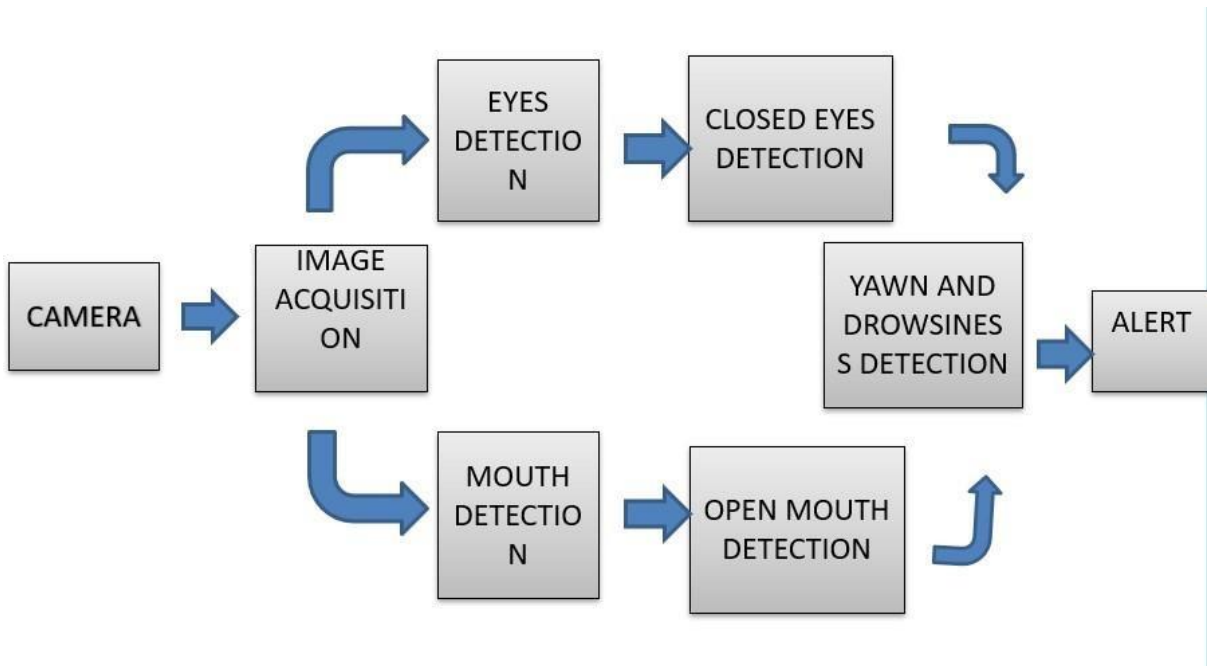 CAMERA
IMAGE
ACQUISITI
ON
EYES
DETECTIO
N
CLOSED EYES
DETECTION
MOUTH
DETECTIO
N
OPEN MOUTH
DETECTION
YAWN AND
DROWSINES
S DETECTION
ALERT